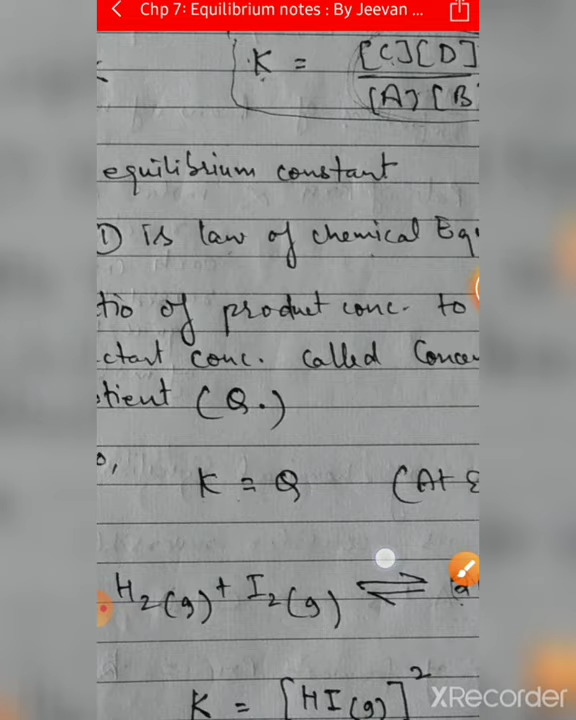 Chp 7: Equilibrium notes : By Jeevan ...
K = [C][D]
[A][B
equilibrium constant
① is law of chemical Eq
tio of product conc. to
ctant conc. called Conce
tient (Q.)
o,
K = Q (At E
H₂(g) + I₂(g) ⇌
K = [HI(g)]²
XRecorder